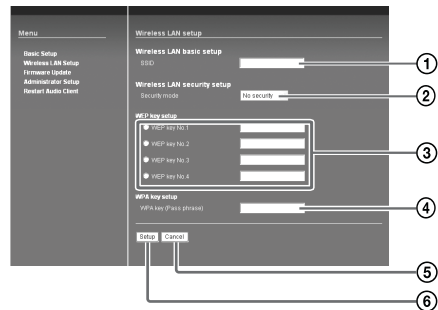 Menu
Basic Setup
Wireless LAN Setup
Firmware Update
Administrator Setup
Restart Audio Client
Wireless LAN setup
Wireless LAN basic setup
SSID
1
Wireless LAN security setup
Security mode
No security
2
WEP key setup
WEP key No.1
WEP key No.2
WEP key No.3
WEP key No.4
3
WPA key setup
WPA key (Pass phrase)
4
Setup
Cancel
5
6